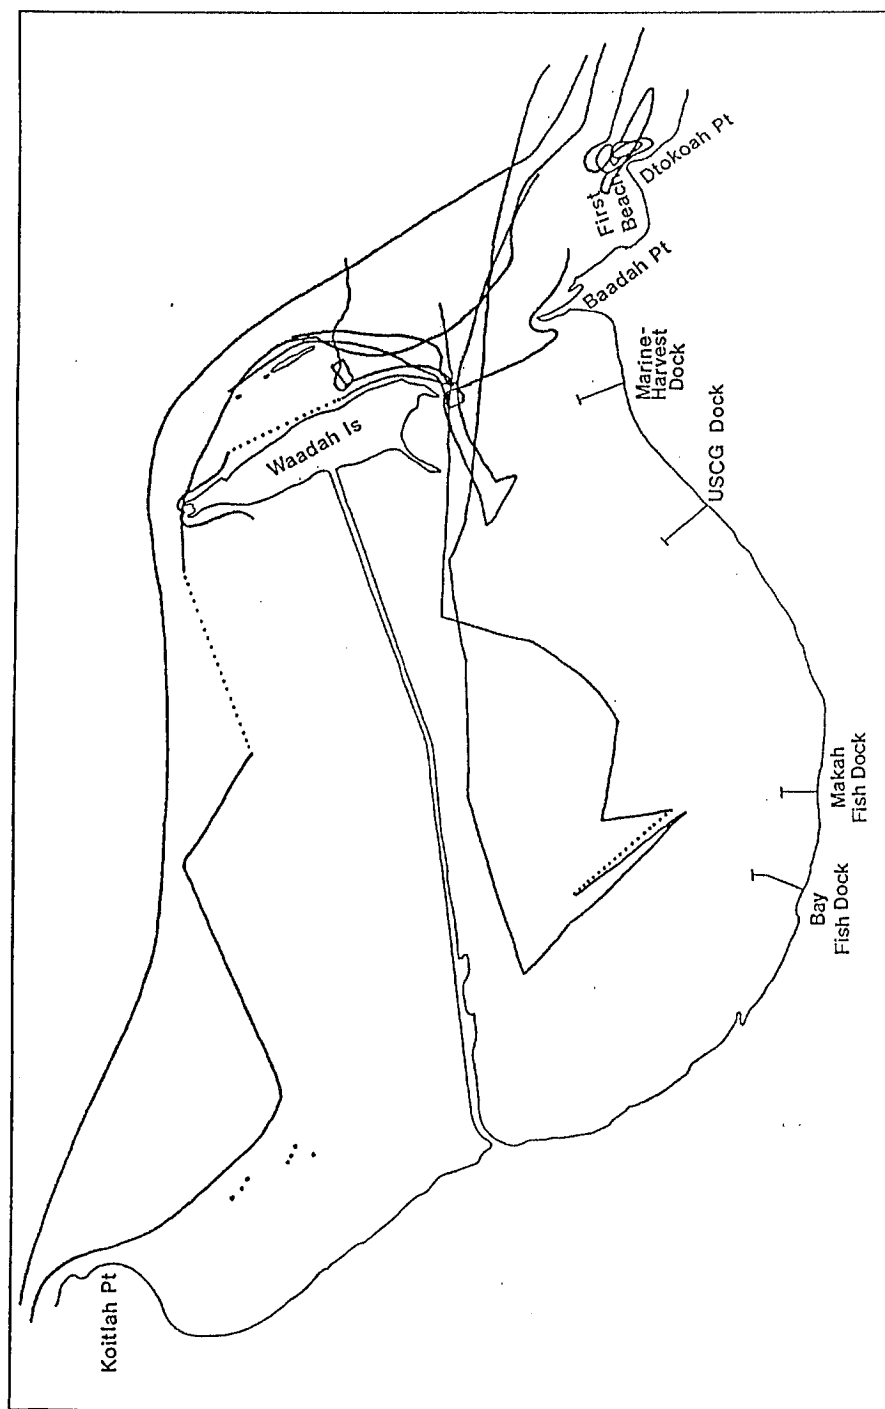 Dtokoah Pt
First
Beach
Baadah Pt
Marine-
Harvest
Dock
USCG Dock
Waadah Is
Makah
Fish Dock
Bay
Fish Dock
Koitlah Pt